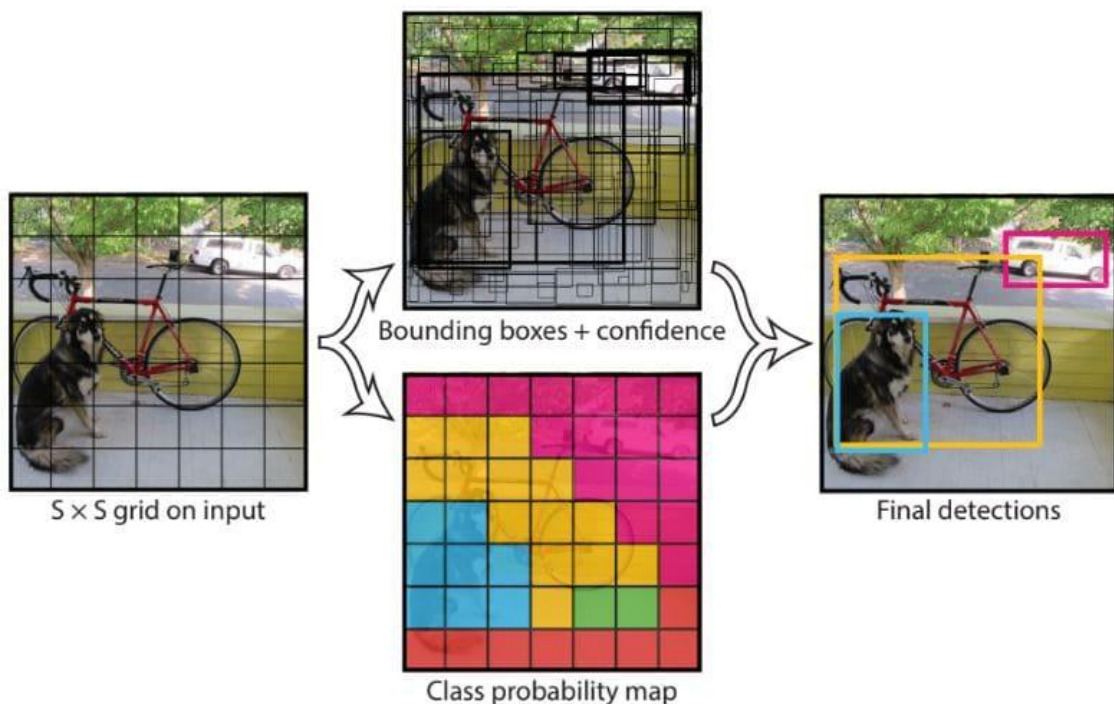 Bounding boxes + confidence
S × S grid on input
Final detections
Class probability map